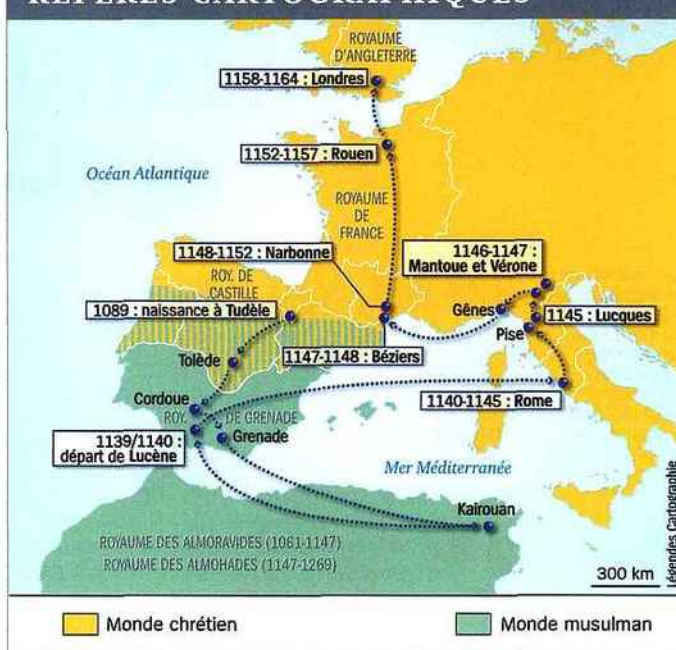 REPÈRES CARTOGRAPHIQUES
ROYAUME
D'ANGLETERRE
1158-1164 : Londres
1152-1157 : Rouen
Océan Atlantique
ROYAUME
DE
FRANCE
1148-1152 : Narbonne
1146-1147 :
Mantoue et Vérone
ROY. DE
CASTILLE
1089 : naissance à Tudèle
Gênes
1145 : Lucques
Pise
1147-1148 : Béziers
Tolède
Cordoue
1140-1145 : Rome
ROY. DE GRENADE
Grenade
1139/1140 :
départ de Lucène
Mer Méditerranée
Kairouan
ROYAUME DES ALMORAVIDES (1061-1147)
ROYAUME DES ALMOHADES (1147-1269)
300 km
Légendes Cartographie
Monde chrétien
Monde musulman